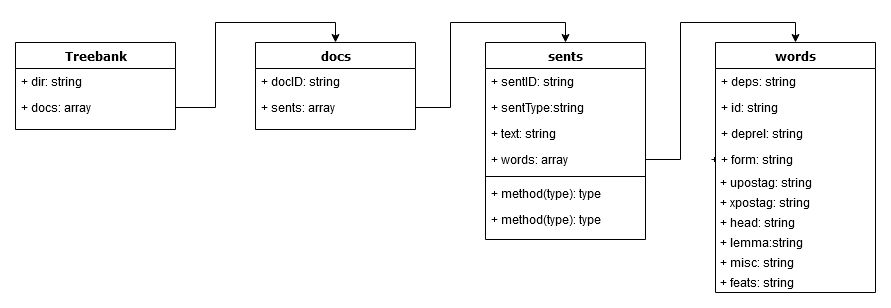 Treebank
+ dir: string
+ docs: array
docs
+ docID: string
+ sents: array
sents
+ sentID: string
+ sentType:string
+ text: string
+ words: array
+ method(type): type
+ method(type): type
words
+ deps: string
+ id: string
+ deprel: string
+ form: string
+ upostag: string
+ xpostag: string
+ head: string
+ lemma:string
+ misc: string
+ feats: string